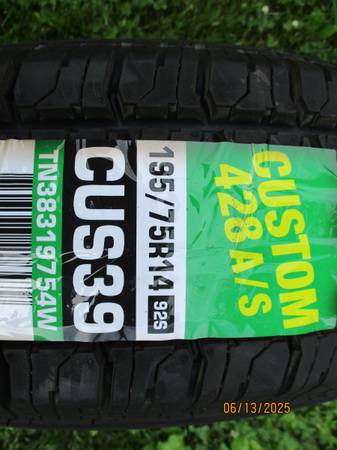 CUSTOM
428 A/S
195/75R14 92S
CUS39
TN38319754W
06/13/2025